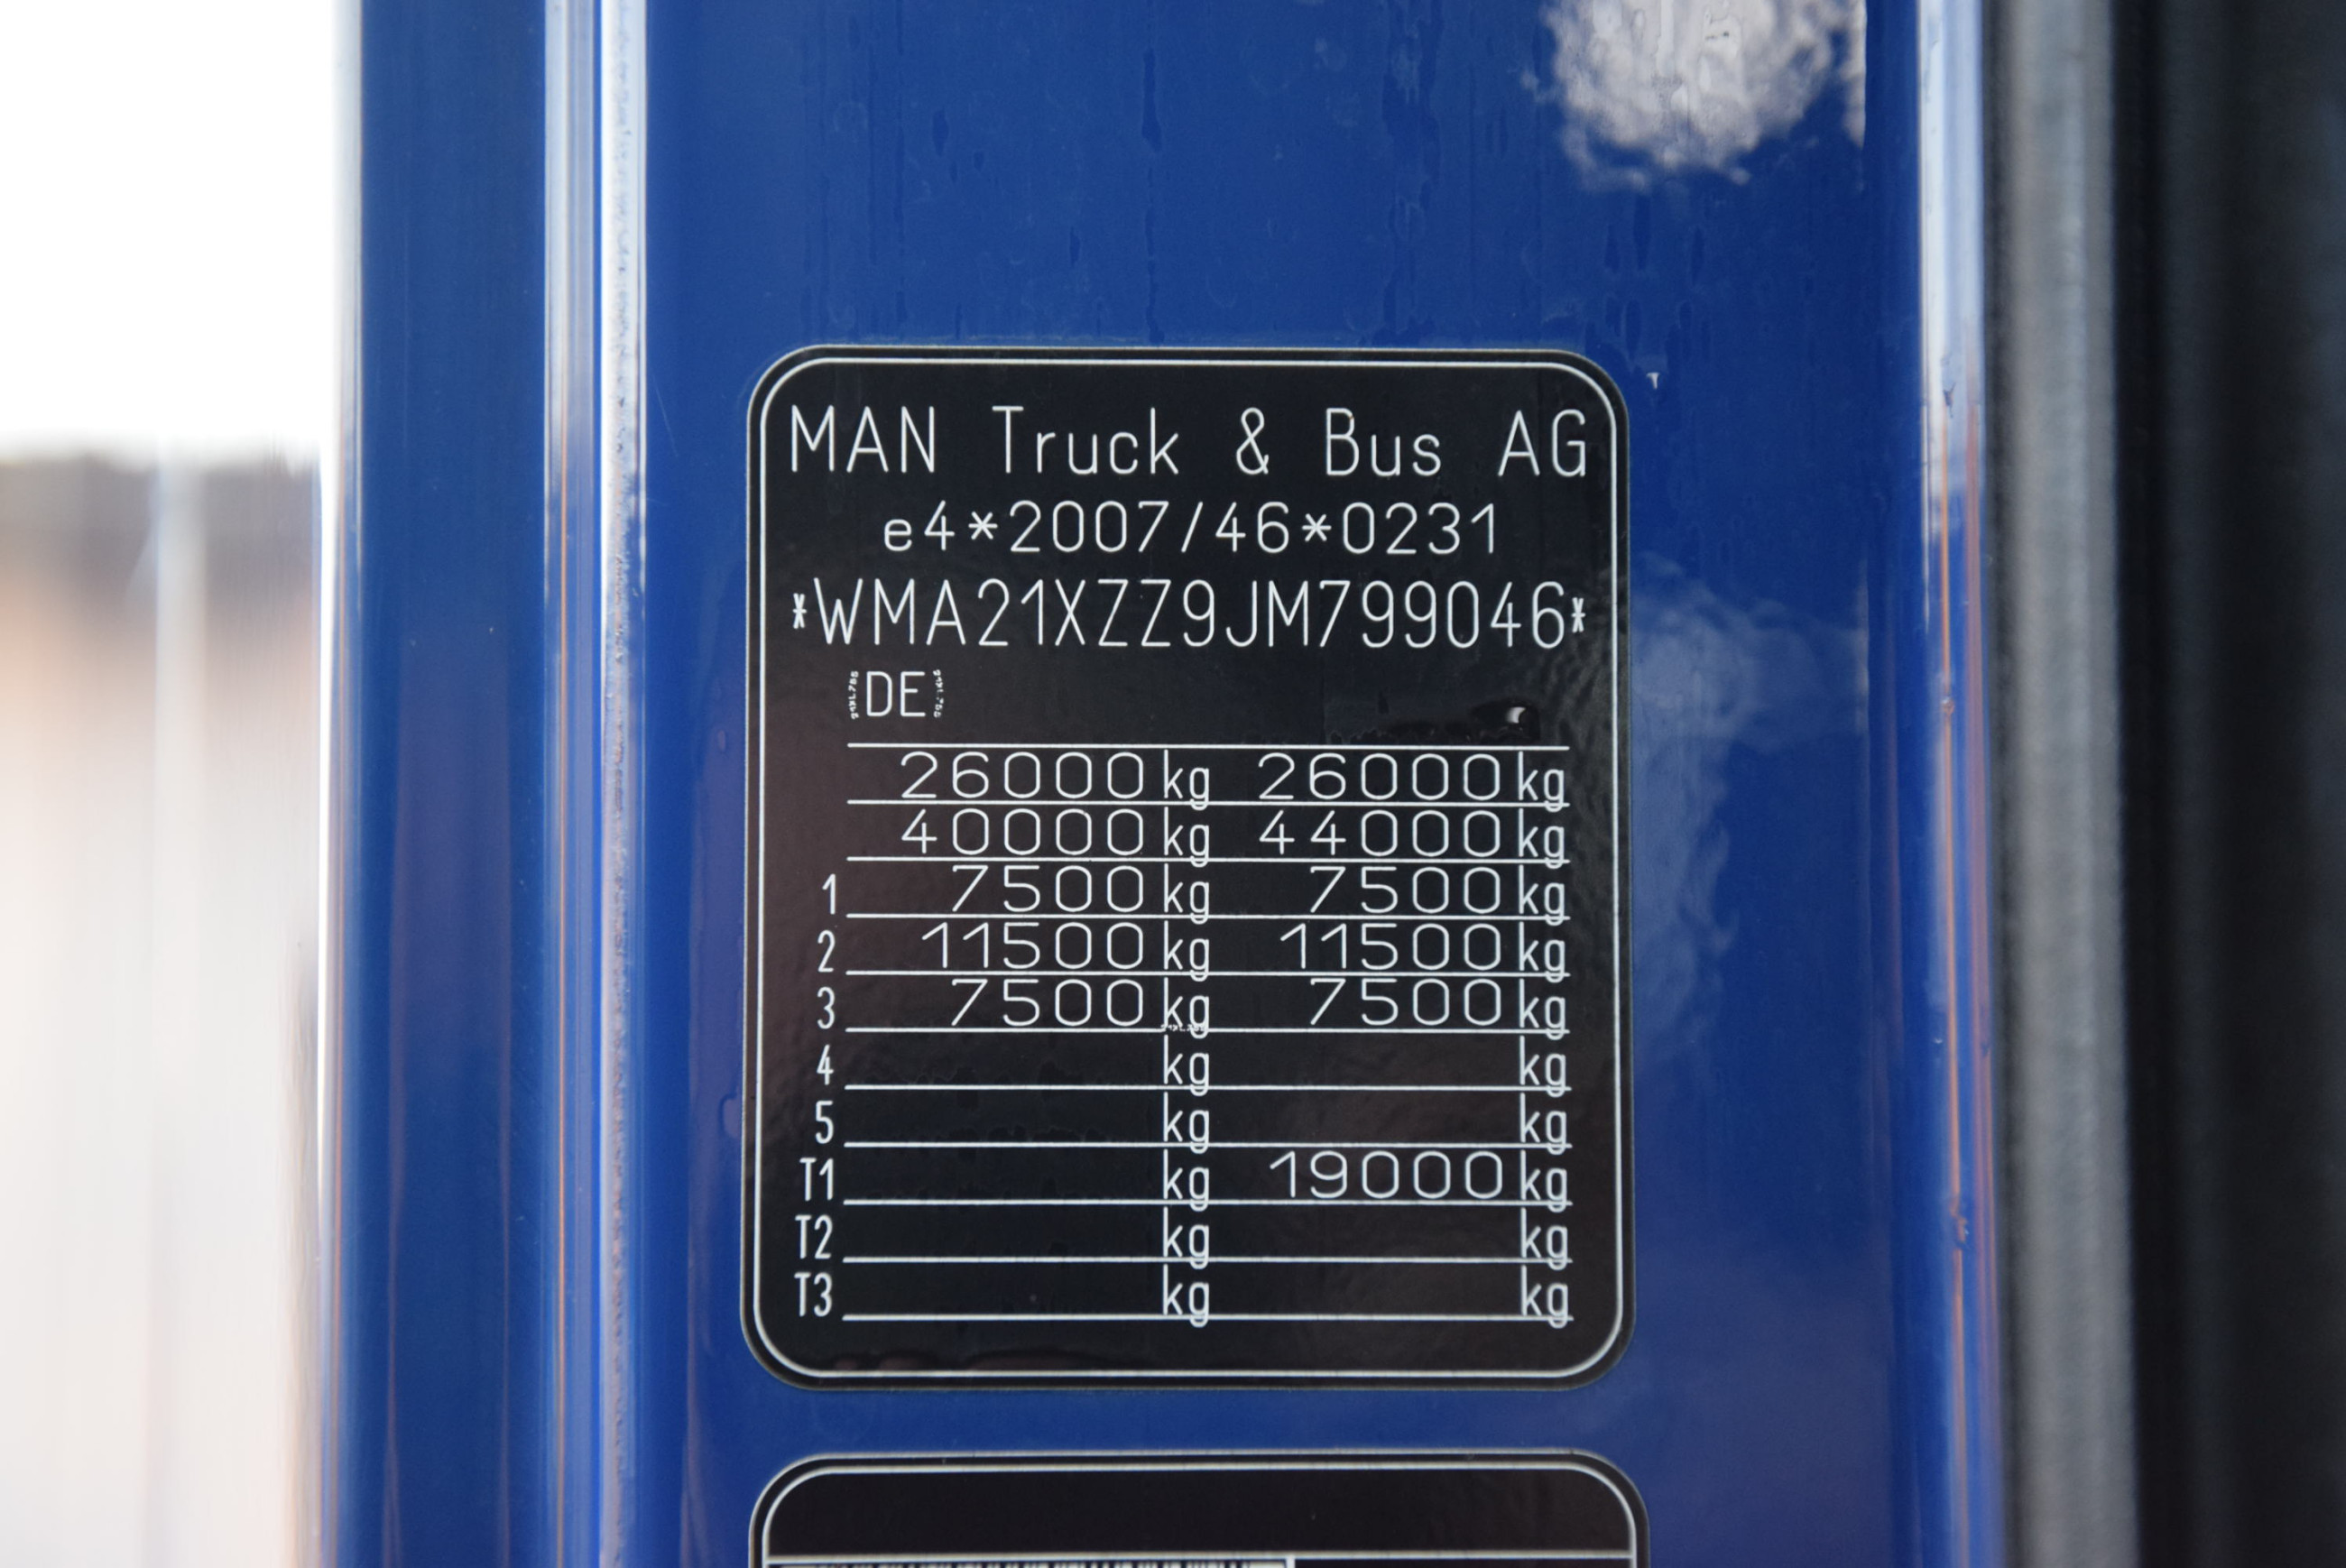 MAN Truck & Bus AG
e4*2007/46*0231
*WMA21XZZ9JM799046*
DE
26000 kg 26000 kg
40000 kg 44000 kg
1 7500 kg 7500 kg
2 11500 kg 11500 kg
3 7500 kg 7500 kg
4 kg kg
5 kg kg
T1 kg 19000 kg
T2 kg kg
T3 kg kg